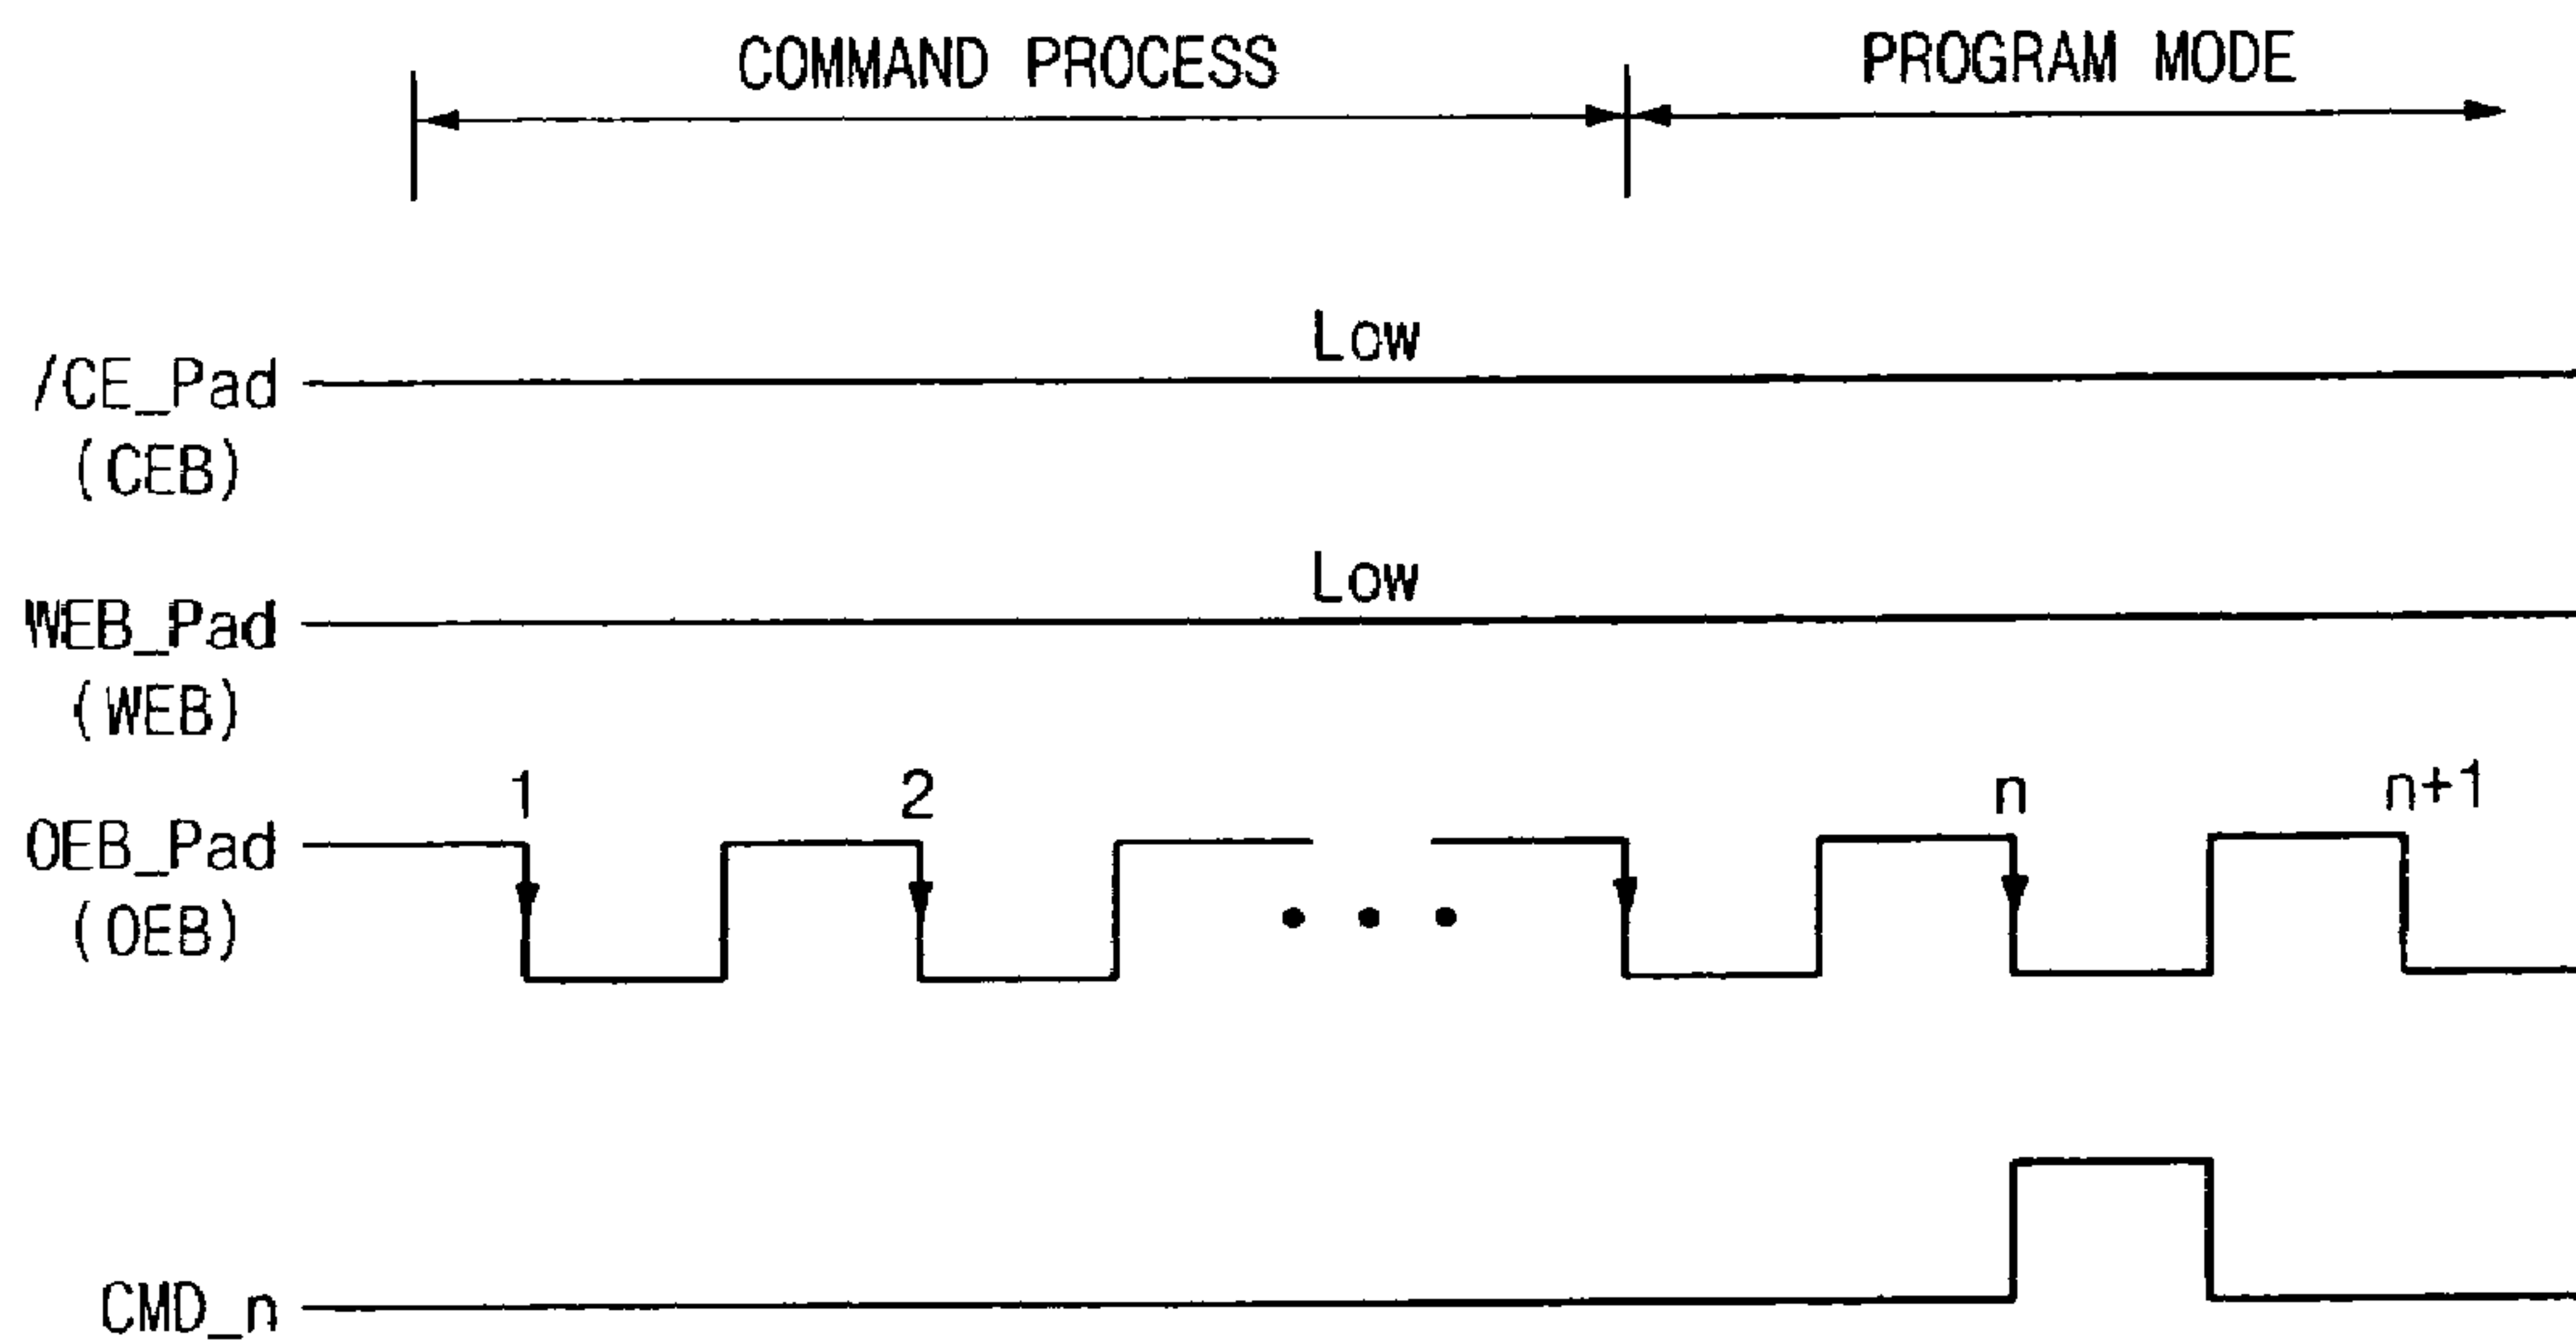 COMMAND PROCESS PROGRAM MODE
Low
/CE_Pad
(CEB)
Low
WEB_Pad
(WEB)
1 2 n n+1
OEB_Pad
(OEB)
CMD_n